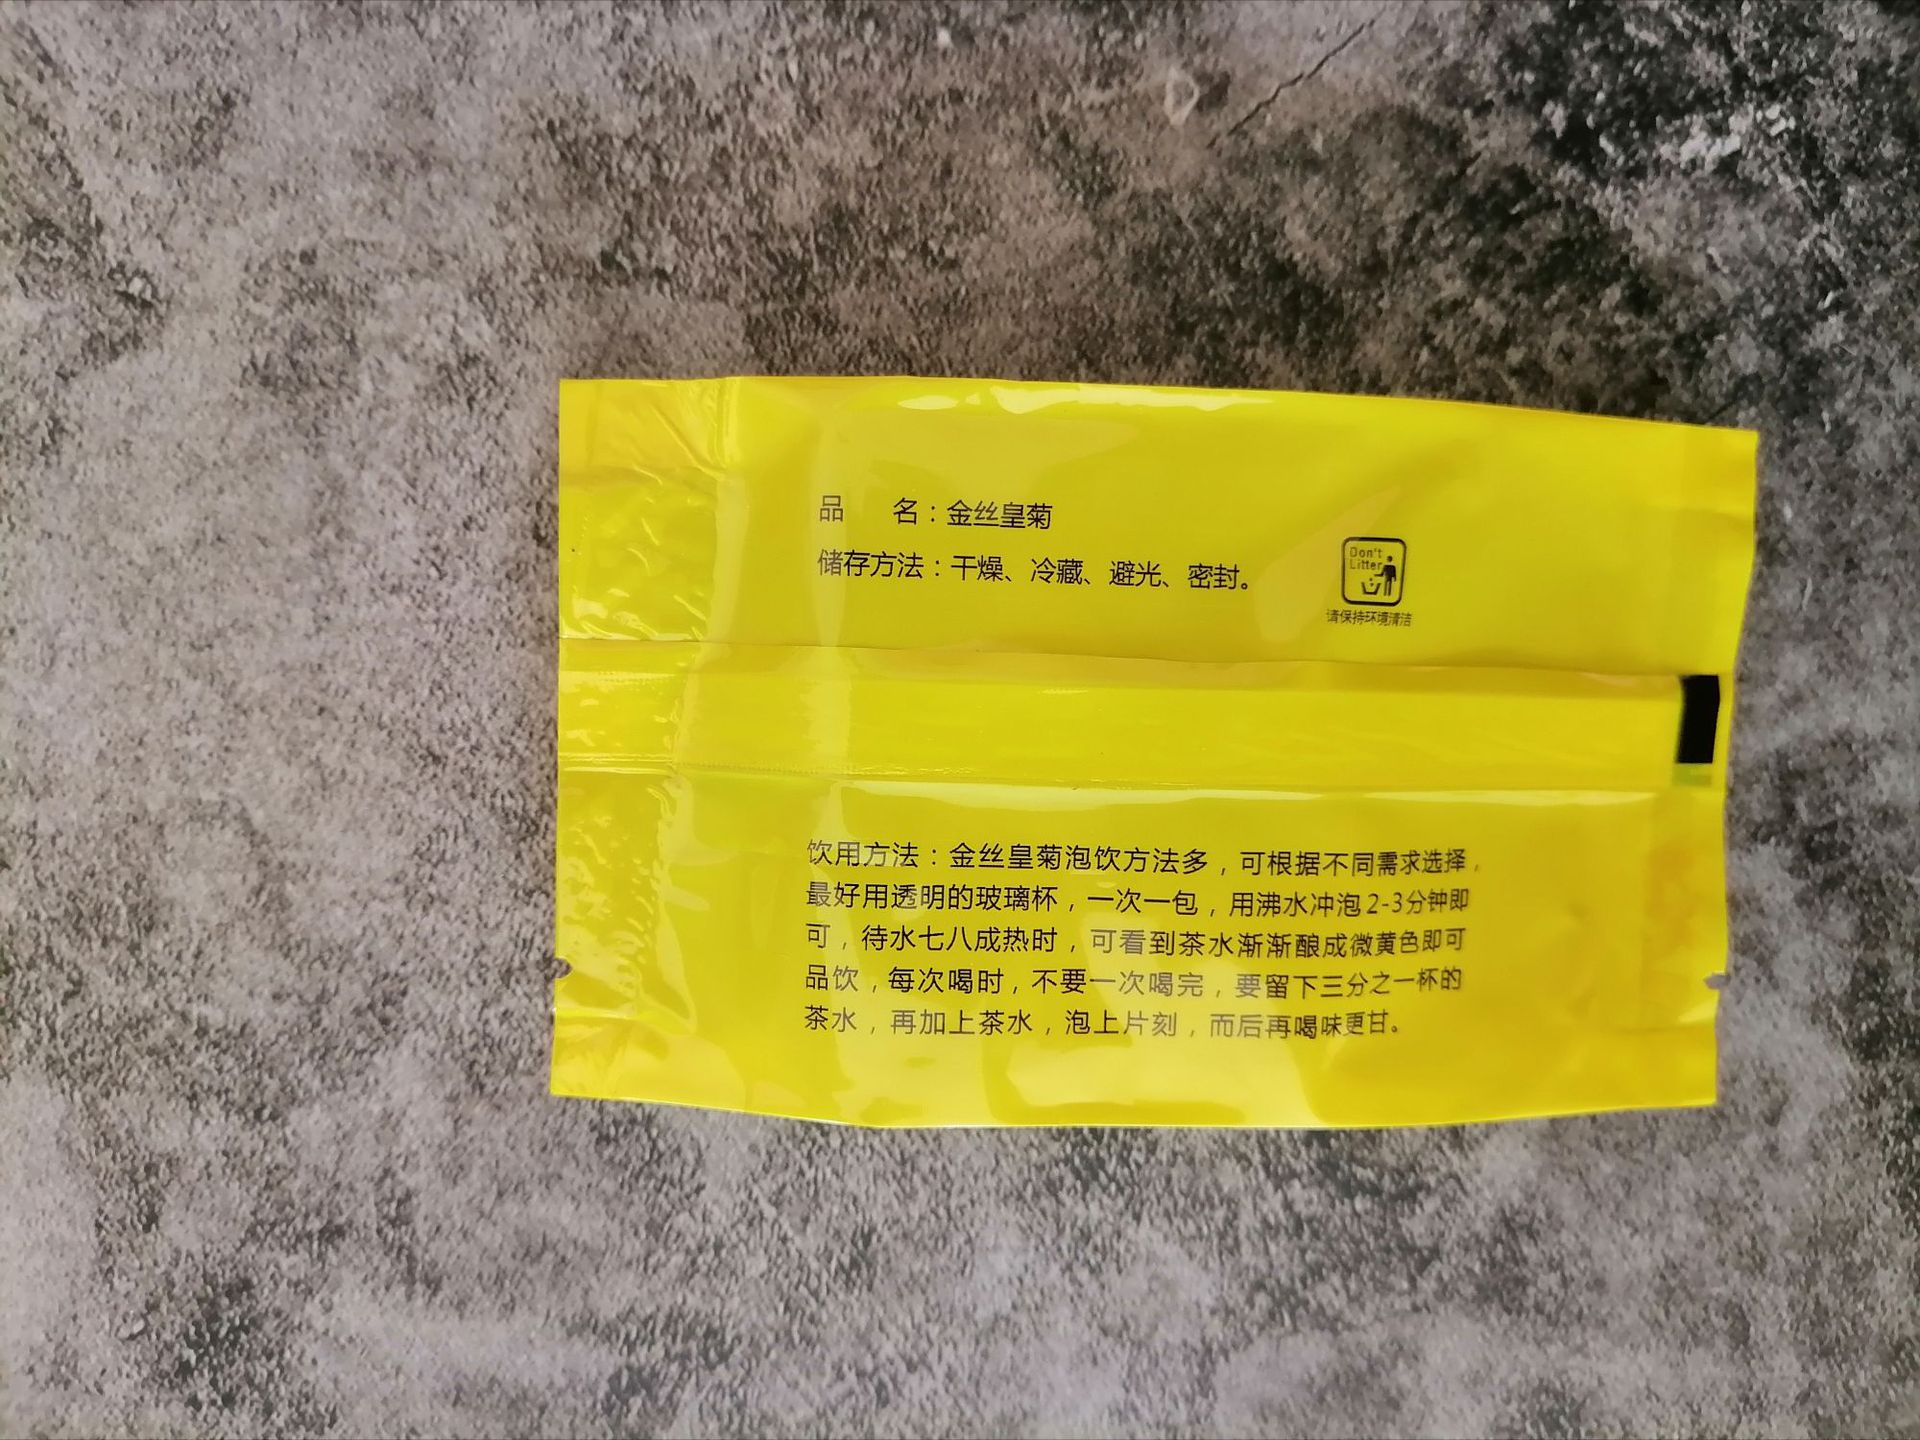 品　　名：金丝皇菊
储存方法：干燥、冷藏、避光、密封。
Don't
Litter
请保持环境清洁
饮用方法：金丝皇菊泡饮方法多，可根据不同需求选择，
最好用透明的玻璃杯，一次一包，用沸水冲泡2-3分钟即
可，待水七八成热时，可看到茶水渐渐酿成微黄色即可
品饮，每次喝时，不要一次喝完，要留下三分之一杯的
茶水，再加上茶水，泡上片刻，而后再喝味更甘。